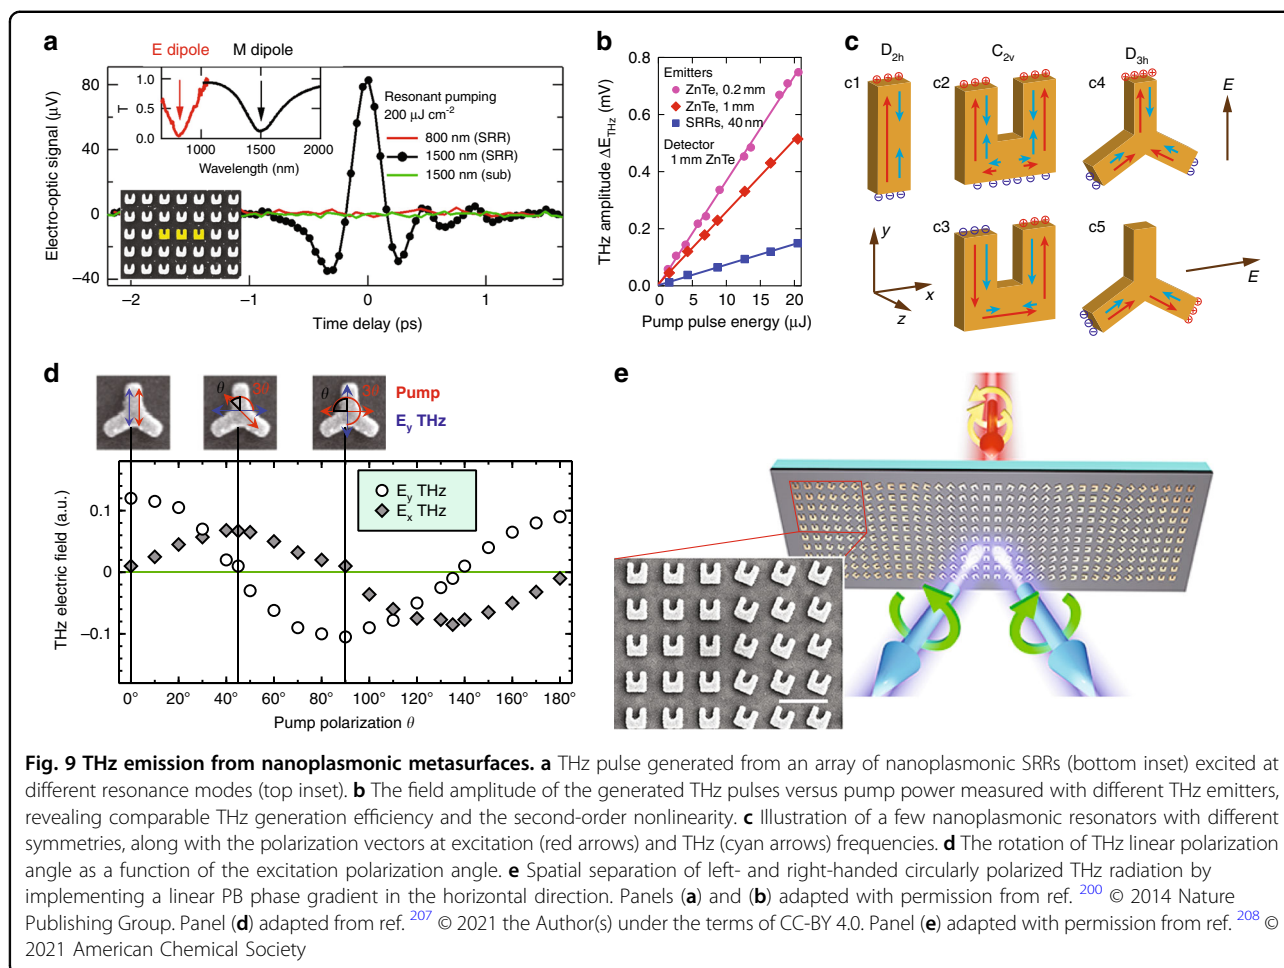 a
E dipole
M dipole
Electro-optic signal (μV)
80
40
0
−40
T
1.0
0.5
0.0
1000
1500
2000
Wavelength (nm)
Resonant pumping
200 μJ cm⁻²
800 nm (SRR)
1500 nm (SRR)
1500 nm (sub)
−2
−1
0
1
Time delay (ps)
b
THz amplitude ΔE_THz (mV)
0.8
0.6
0.4
0.2
0
Emitters
ZnTe, 0.2 mm
ZnTe, 1 mm
SRRs, 40 nm
Detector
1 mm ZnTe
0
5
10
15
20
Pump pulse energy (μJ)
c
D₂ₕ
C₂ᵥ
D₃ₕ
c1
c2
c4
E
c3
c5
E
y
x
z
d
θ
3θ
θ
3θ
Pump
E_y THz
THz electric field (a.u.)
0.1
0
−0.1
E_y THz
E_x THz
0°
20°
40°
60°
80°
100°
120°
140°
160°
180°
Pump polarization θ
e
Fig. 9 THz emission from nanoplasmonic metasurfaces. a THz pulse generated from an array of nanoplasmonic SRRs (bottom inset) excited at
different resonance modes (top inset). b The field amplitude of the generated THz pulses versus pump power measured with different THz emitters,
revealing comparable THz generation efficiency and the second-order nonlinearity. c Illustration of a few nanoplasmonic resonators with different
symmetries, along with the polarization vectors at excitation (red arrows) and THz (cyan arrows) frequencies. d The rotation of THz linear polarization
angle as a function of the excitation polarization angle. e Spatial separation of left- and right-handed circularly polarized THz radiation by
implementing a linear PB phase gradient in the horizontal direction. Panels (a) and (b) adapted with permission from ref. 200 © 2014 Nature
Publishing Group. Panel (d) adapted from ref. 207 © 2021 the Author(s) under the terms of CC-BY 4.0. Panel (e) adapted with permission from ref. 208 ©
2021 American Chemical Society